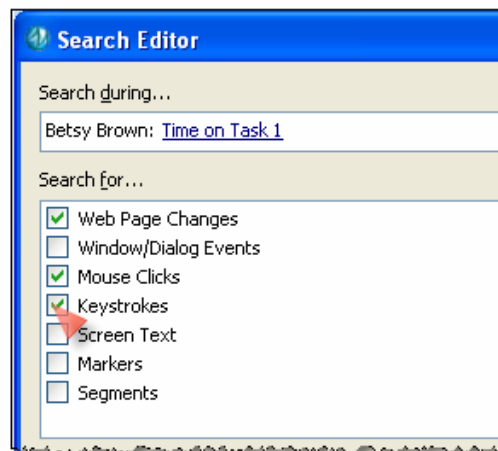 Search Editor
Search during...
Betsy Brown: Time on Task 1
Search for...
Web Page Changes
Window/Dialog Events
Mouse Clicks
Keystrokes
Screen Text
Markers
Segments